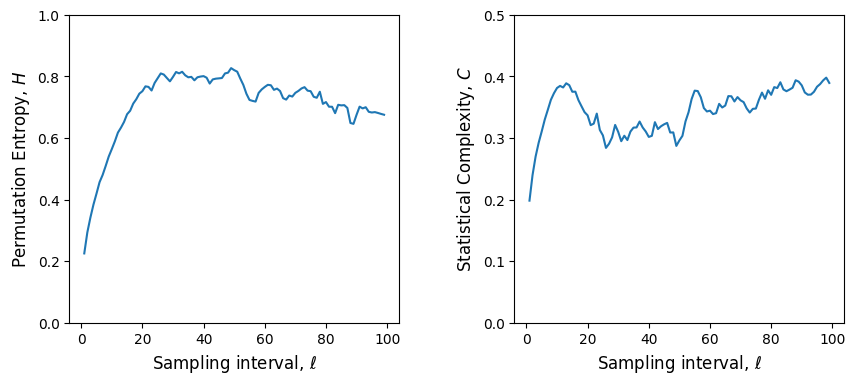 Permutation Entropy, H
1.0
0.8
0.6
0.4
0.2
0.0
0 20 40 60 80 100
Sampling interval, ℓ
Statistical Complexity, C
0.5
0.4
0.3
0.2
0.1
0.0
0 20 40 60 80 100
Sampling interval, ℓ